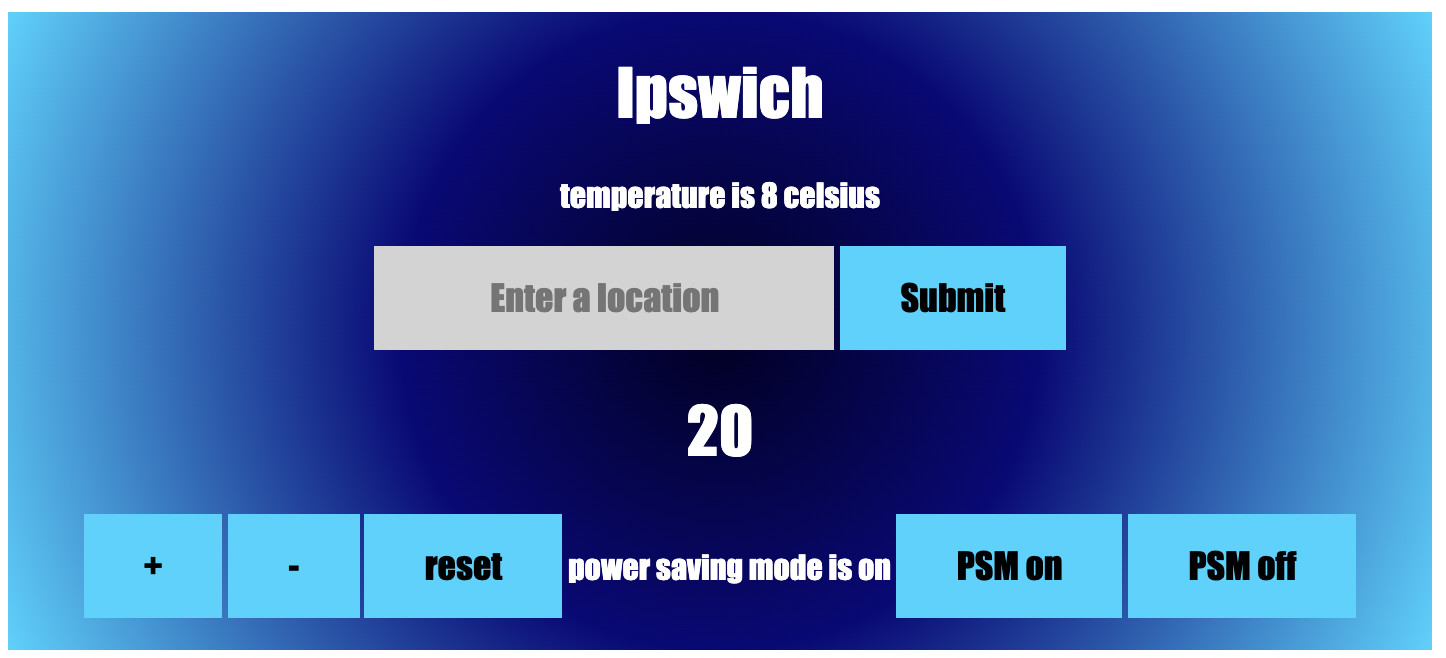 Ipswich
temperature is 8 celsius
Enter a location Submit
20
+ - reset power saving mode is on PSM on PSM off